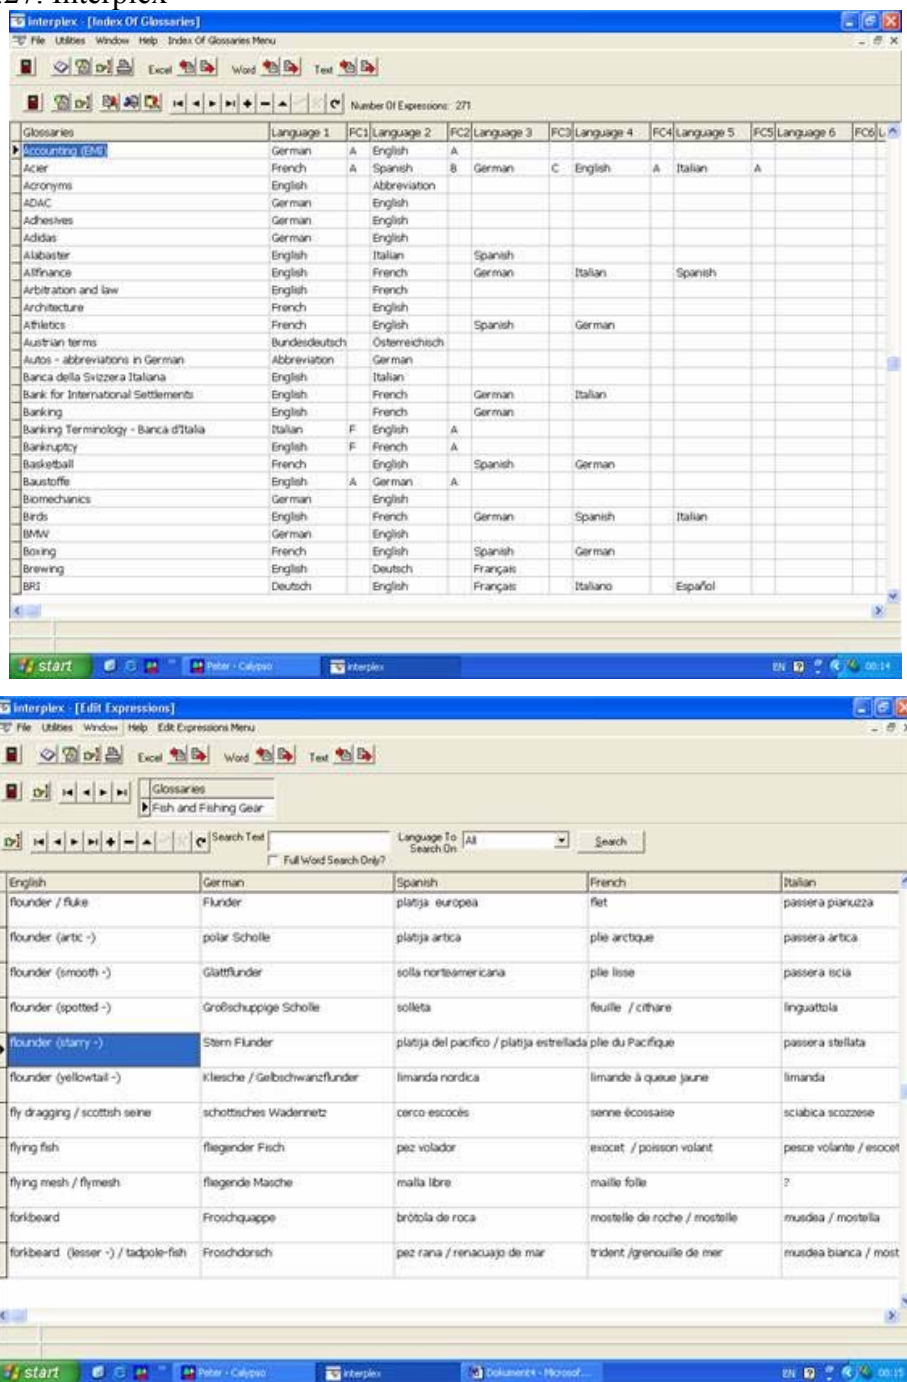 27. Interplex
interplex - [Index Of Glossaries]
File Utilities Window Help Index Of Glossaries Menu
Excel Word Text
Number Of Expressions: 271
Glossaries Language 1 FC1 Language 2 FC2 Language 3 FC3 Language 4 FC4 Language 5 FC5 Language 6 FC6 L
Accounting (EMI) German A English A
Acier French A Spanish B German C English A Italian A
Acronyms English Abbreviation
ADAC German English
Adhesives German English
Adidas German English
Alabaster English Italian Spanish
Allfinance English French German Italian Spanish
Arbitration and law English French
Architecture French English
Athletics French English Spanish German
Austrian terms Bundesdeutsch Österreichisch
Autos - abbreviations in German Abbreviation German
Banca della Svizzera Italiana English Italian
Bank for International Settlements English French German Italian
Banking English French German
Banking Terminology - Banca d'Italia Italian F English A
Bankruptcy English F French A
Basketball French English Spanish German
Baustoffe English A German A
Biomechanics German English
Birds English French German Spanish Italian
BMW German English
Boxing French English Spanish German
Brewing English Deutsch Français
BRI Deutsch English Français Italiano Español
start Peter - Calypso interplex EN 00:14
interplex - [Edit Expressions]
File Utilities Window Help Edit Expressions Menu
Excel Word Text
Glossaries
Fish and Fishing Gear
Search Text Language To Search On All Search
Full Word Search Only?
English German Spanish French Italian
flounder / fluke Flunder platija europea flet passera pianuzza
flounder (artic -) polar Scholle platija artica plie arctique passera artica
flounder (smooth -) Glattflunder solla norteamericana plie lisse passera iscia
flounder (spotted -) Großschuppige Scholle solleta feuille / cithare linguattola
flounder (starry -) Stern Flunder platija del pacifico / platija estrellada plie du Pacifique passera stellata
flounder (yellowtail -) Kliesche / Gelbschwanzflunder limanda nordica limande à queue jaune limanda
fly dragging / scottish seine schottisches Wadennetz cerco escocés senne écossaise sciabica scozzese
flying fish fliegender Fisch pez volador exocet / poisson volant pesce volante / esocet
flying mesh / flymesh fliegende Masche malla libre maille folle ?
forkbeard Froschquappe brótola de roca mostelle de roche / mostelle musdea / mostella
forkbeard (lesser -) / tadpole-fish Froschdorsch pez rana / renacuajo de mar trident /grenouille de mer musdea bianca / most
start Peter - Calypso interplex Dokument4 - Microsof... EN 00:15